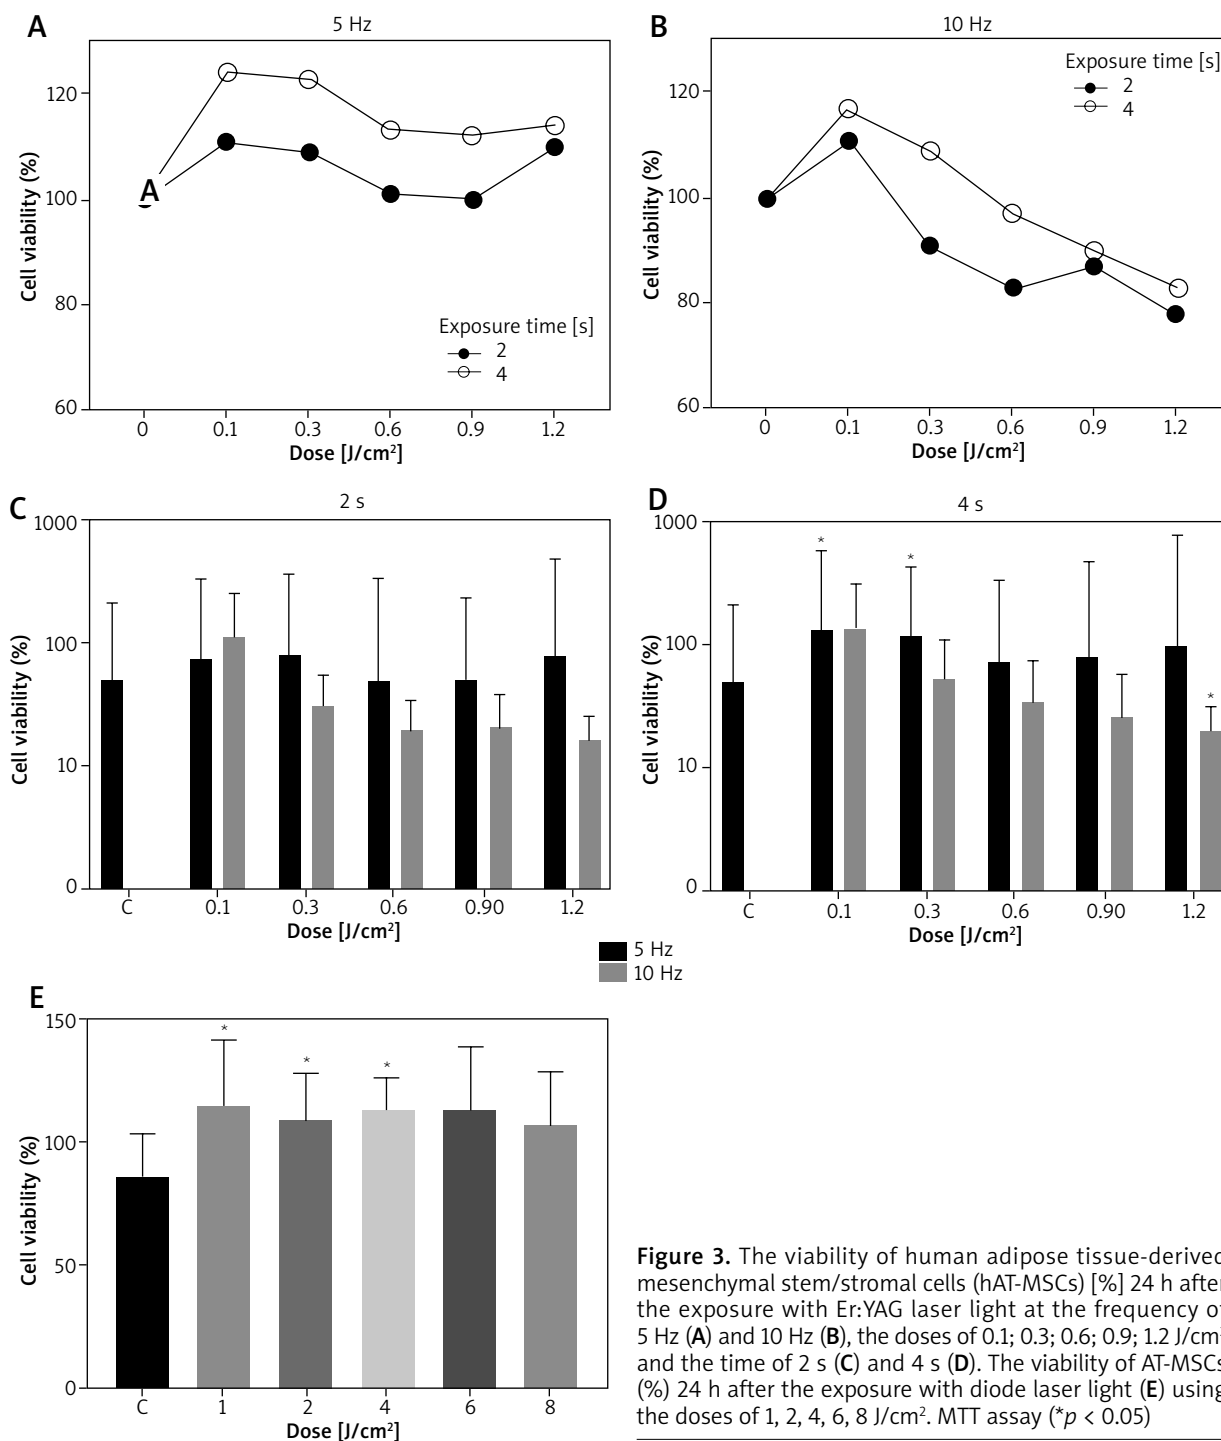 A
5 Hz
120
100
80
60
Cell viability (%)
A
Exposure time [s]
2
4
0 0.1 0.3 0.6 0.9 1.2
Dose [J/cm²]
B
10 Hz
120
100
80
60
Cell viability (%)
Exposure time [s]
2
4
0 0.1 0.3 0.6 0.9 1.2
Dose [J/cm²]
C
2 s
1000
100
10
0
Cell viability (%)
C 0.1 0.3 0.6 0.90 1.2
Dose [J/cm²]
D
4 s
1000
100
10
0
Cell viability (%)
* * *
C 0.1 0.3 0.6 0.90 1.2
Dose [J/cm²]
5 Hz
10 Hz
E
150
100
50
0
Cell viability (%)
* * *
C 1 2 4 6 8
Dose [J/cm²]
Figure 3. The viability of human adipose tissue-derived
mesenchymal stem/stromal cells (hAT-MSCs) [%] 24 h after
the exposure with Er:YAG laser light at the frequency of
5 Hz (A) and 10 Hz (B), the doses of 0.1; 0.3; 0.6; 0.9; 1.2 J/cm²
and the time of 2 s (C) and 4 s (D). The viability of AT-MSCs
(%) 24 h after the exposure with diode laser light (E) using
the doses of 1, 2, 4, 6, 8 J/cm². MTT assay (*p < 0.05)